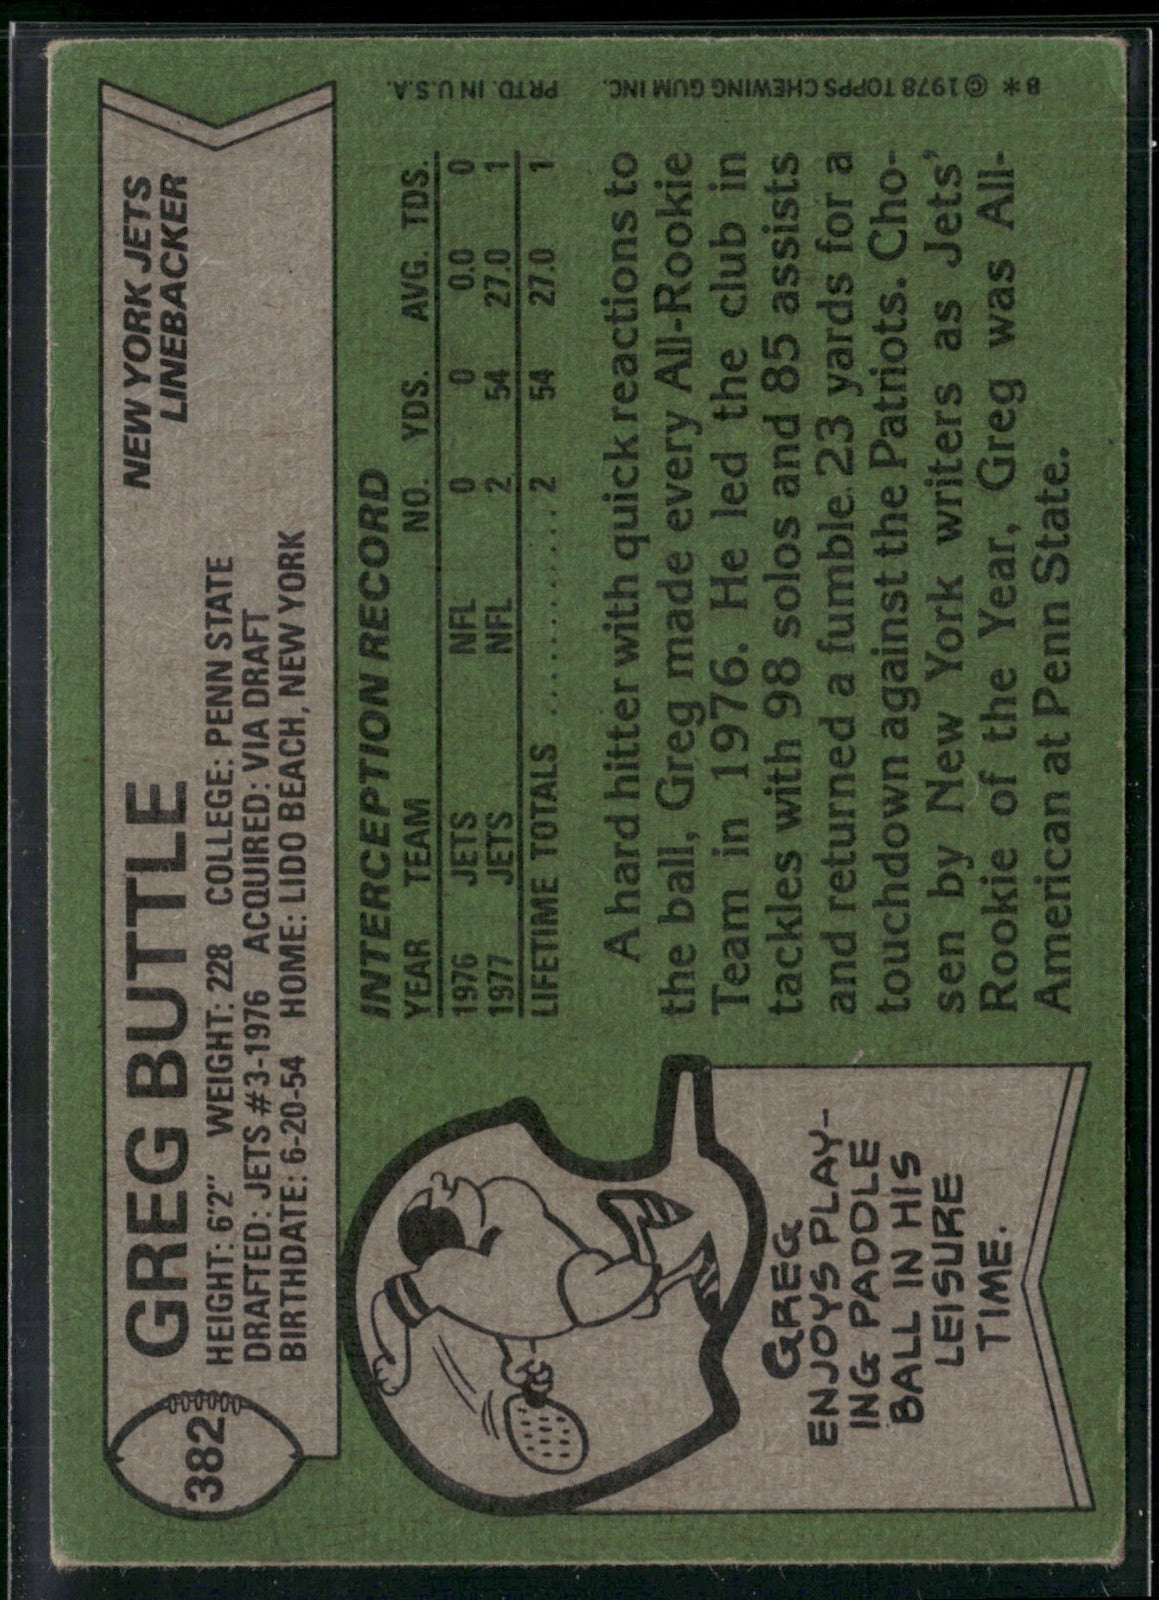 382
GREG BUTTLE
NEW YORK JETS
LINEBACKER
HEIGHT: 6'2" WEIGHT: 228 COLLEGE: PENN STATE
DRAFTED: JETS #3-1976 ACQUIRED: VIA DRAFT
BIRTHDATE: 6-20-54 HOME: LIDO BEACH, NEW YORK
INTERCEPTION RECORD
YEAR TEAM NO. YDS. AVG. TDS.
1976 JETS NFL 0 0 0.0 0
1977 JETS NFL 2 54 27.0 1
LIFETIME TOTALS ............ 2 54 27.0 1
A hard hitter with quick reactions to
the ball, Greg made every All-Rookie
Team in 1976. He led the club in
tackles with 98 solos and 85 assists
and returned a fumble 23 yards for a
touchdown against the Patriots. Cho-
sen by New York writers as Jets'
Rookie of the Year, Greg was All-
American at Penn State.
GREG
ENJOYS PLAY-
ING PADDLE
BALL IN HIS
LEISURE
TIME.
8* © 1978 TOPPS CHEWING GUM INC. PRTD. IN U.S.A.